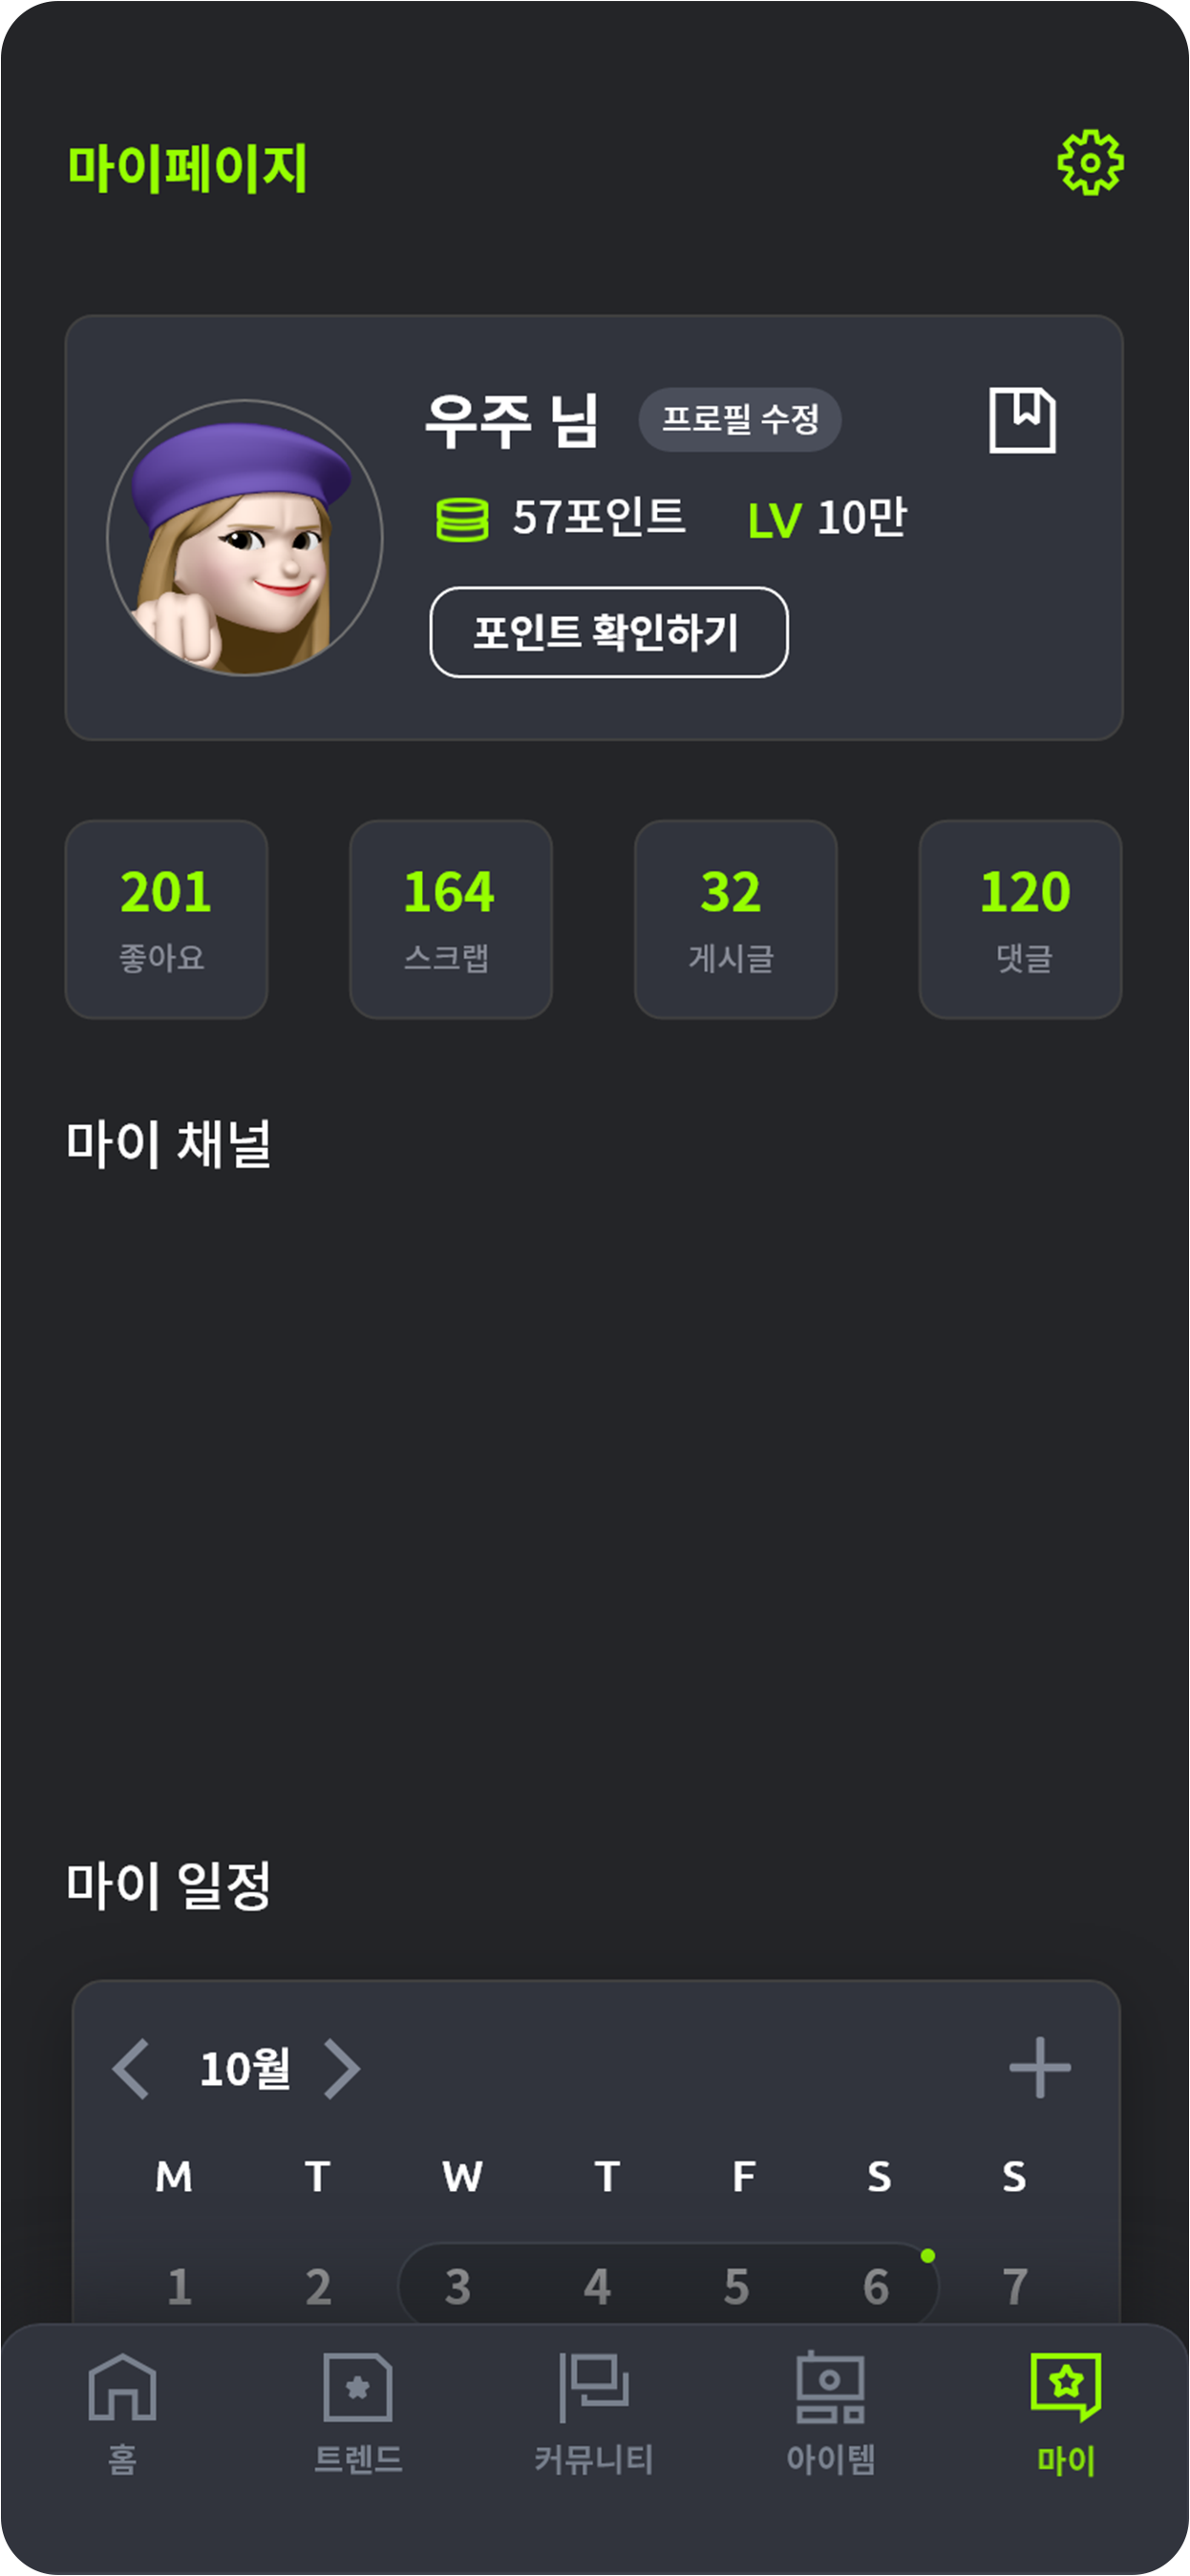 마이페이지
우주 님 프로필 수정
57포인트 LV 10만
포인트 확인하기
201 164 32 120
좋아요 스크랩 게시글 댓글
마이 채널
마이 일정
10월
M T W T F S S
1 2 3 4 5 6 7
홈 트렌드 커뮤니티 아이템 마이